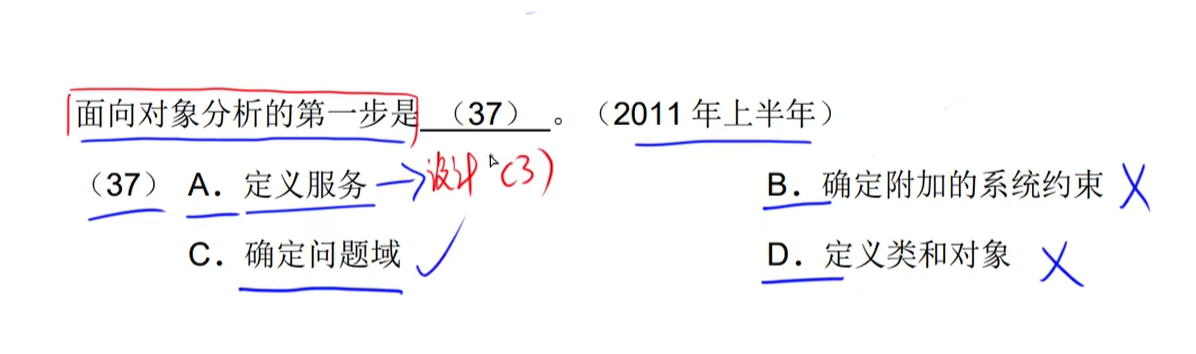 面向对象分析的第一步是（37）。（2011 年上半年）
（37） A．定义服务 → 设计 (3) B．确定附加的系统约束 ×
C．确定问题域 ✓ D．定义类和对象 ×